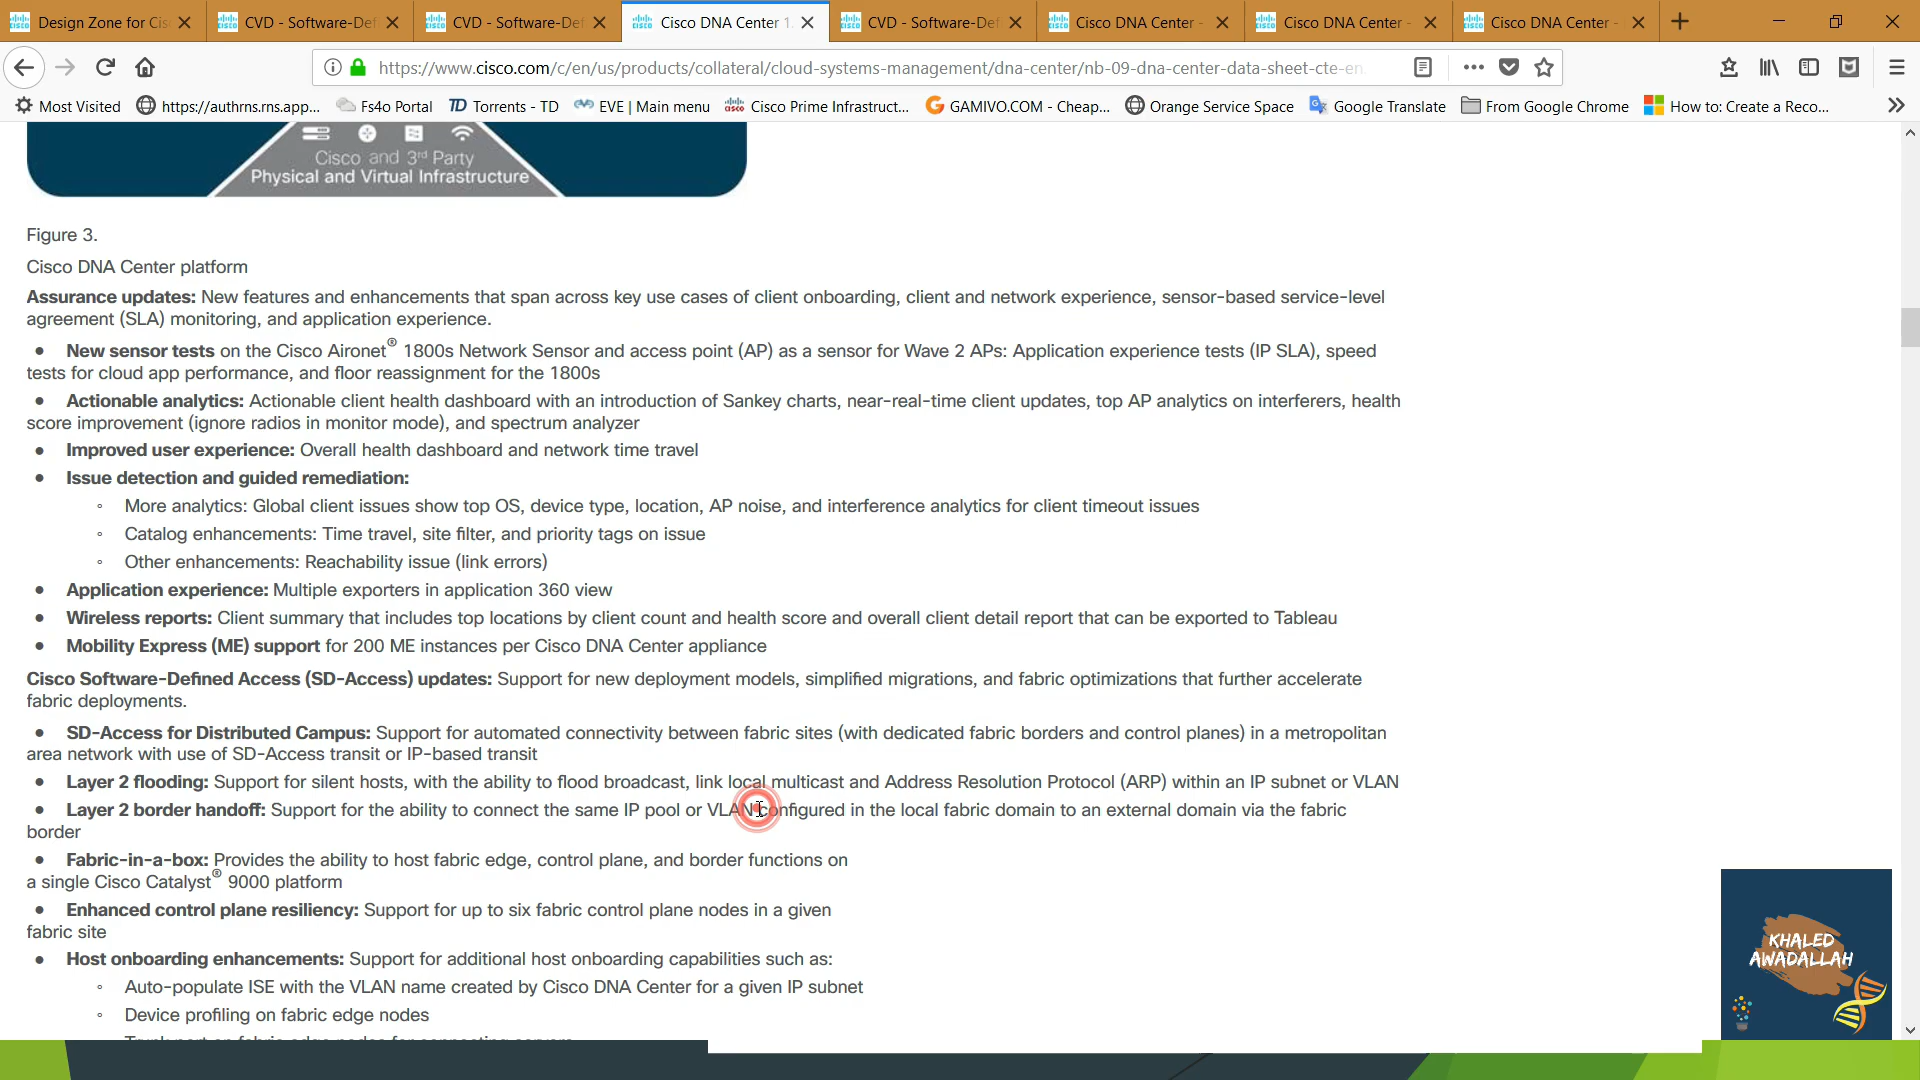 Design Zone for Cis
CVD - Software-Def
CVD - Software-Def
Cisco DNA Center 1.
CVD - Software-Def
Cisco DNA Center -
Cisco DNA Center -
Cisco DNA Center -
https://www.cisco.com/c/en/us/products/collateral/cloud-systems-management/dna-center/nb-09-dna-center-data-sheet-cte-en.
Most Visited
https://authrns.rns.app...
Fs4o Portal
TD Torrents - TD
EVE | Main menu
Cisco Prime Infrastruct...
GAMIVO.COM - Cheap...
Orange Service Space
Google Translate
From Google Chrome
How to: Create a Reco...
Cisco and 3rd Party
Physical and Virtual Infrastructure
Figure 3.
Cisco DNA Center platform
Assurance updates: New features and enhancements that span across key use cases of client onboarding, client and network experience, sensor-based service-level
agreement (SLA) monitoring, and application experience.
● New sensor tests on the Cisco Aironet® 1800s Network Sensor and access point (AP) as a sensor for Wave 2 APs: Application experience tests (IP SLA), speed
tests for cloud app performance, and floor reassignment for the 1800s
● Actionable analytics: Actionable client health dashboard with an introduction of Sankey charts, near-real-time client updates, top AP analytics on interferers, health
score improvement (ignore radios in monitor mode), and spectrum analyzer
● Improved user experience: Overall health dashboard and network time travel
● Issue detection and guided remediation:
◦ More analytics: Global client issues show top OS, device type, location, AP noise, and interference analytics for client timeout issues
◦ Catalog enhancements: Time travel, site filter, and priority tags on issue
◦ Other enhancements: Reachability issue (link errors)
● Application experience: Multiple exporters in application 360 view
● Wireless reports: Client summary that includes top locations by client count and health score and overall client detail report that can be exported to Tableau
● Mobility Express (ME) support for 200 ME instances per Cisco DNA Center appliance
Cisco Software-Defined Access (SD-Access) updates: Support for new deployment models, simplified migrations, and fabric optimizations that further accelerate
fabric deployments.
● SD-Access for Distributed Campus: Support for automated connectivity between fabric sites (with dedicated fabric borders and control planes) in a metropolitan
area network with use of SD-Access transit or IP-based transit
● Layer 2 flooding: Support for silent hosts, with the ability to flood broadcast, link local multicast and Address Resolution Protocol (ARP) within an IP subnet or VLAN
● Layer 2 border handoff: Support for the ability to connect the same IP pool or VLAN configured in the local fabric domain to an external domain via the fabric
border
● Fabric-in-a-box: Provides the ability to host fabric edge, control plane, and border functions on
a single Cisco Catalyst® 9000 platform
● Enhanced control plane resiliency: Support for up to six fabric control plane nodes in a given
fabric site
● Host onboarding enhancements: Support for additional host onboarding capabilities such as:
◦ Auto-populate ISE with the VLAN name created by Cisco DNA Center for a given IP subnet
◦ Device profiling on fabric edge nodes
KHALED
AWADALLAH